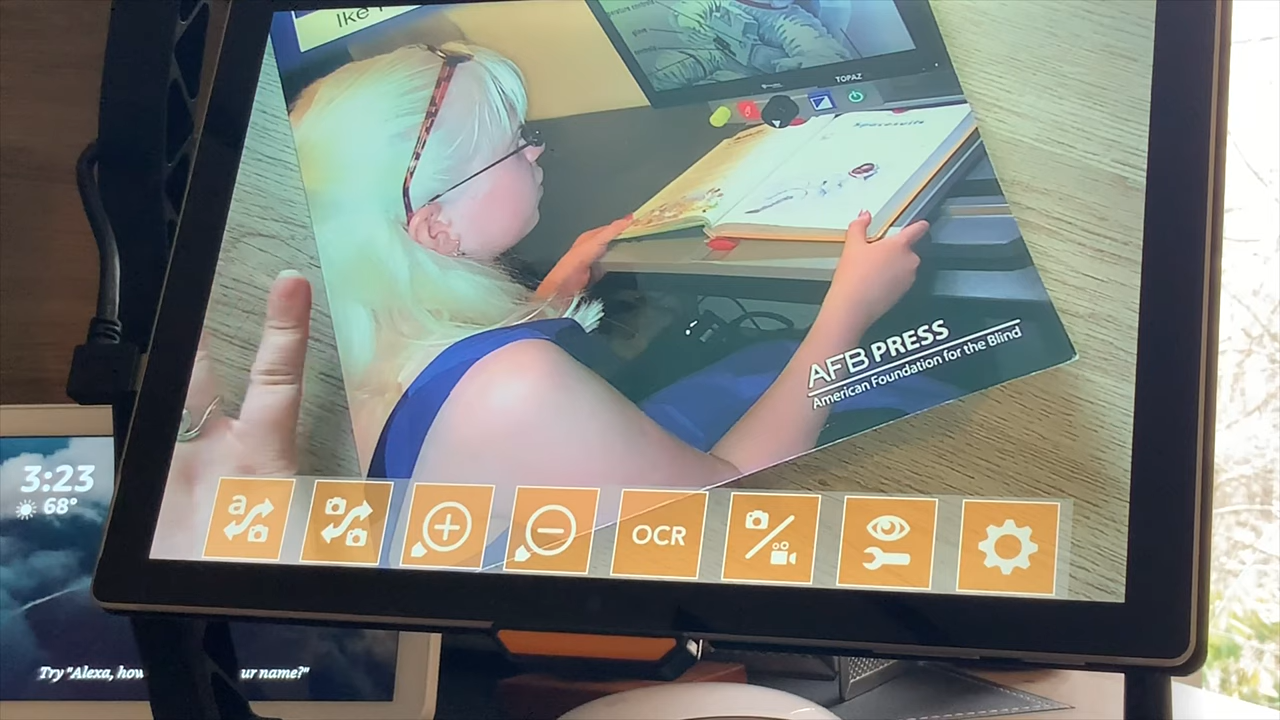 Ike
TOPAZ
Spacesuits
AFB PRESS
American Foundation for the Blind
3:23
68°
a
OCR
Try "Alexa, how
ur name?"